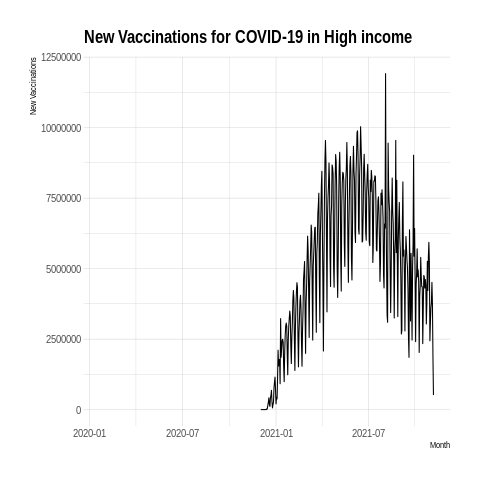 New Vaccinations for COVID-19 in High income
New Vaccinations
12500000
10000000
7500000
5000000
2500000
0
2020-01 2020-07 2021-01 2021-07
Month